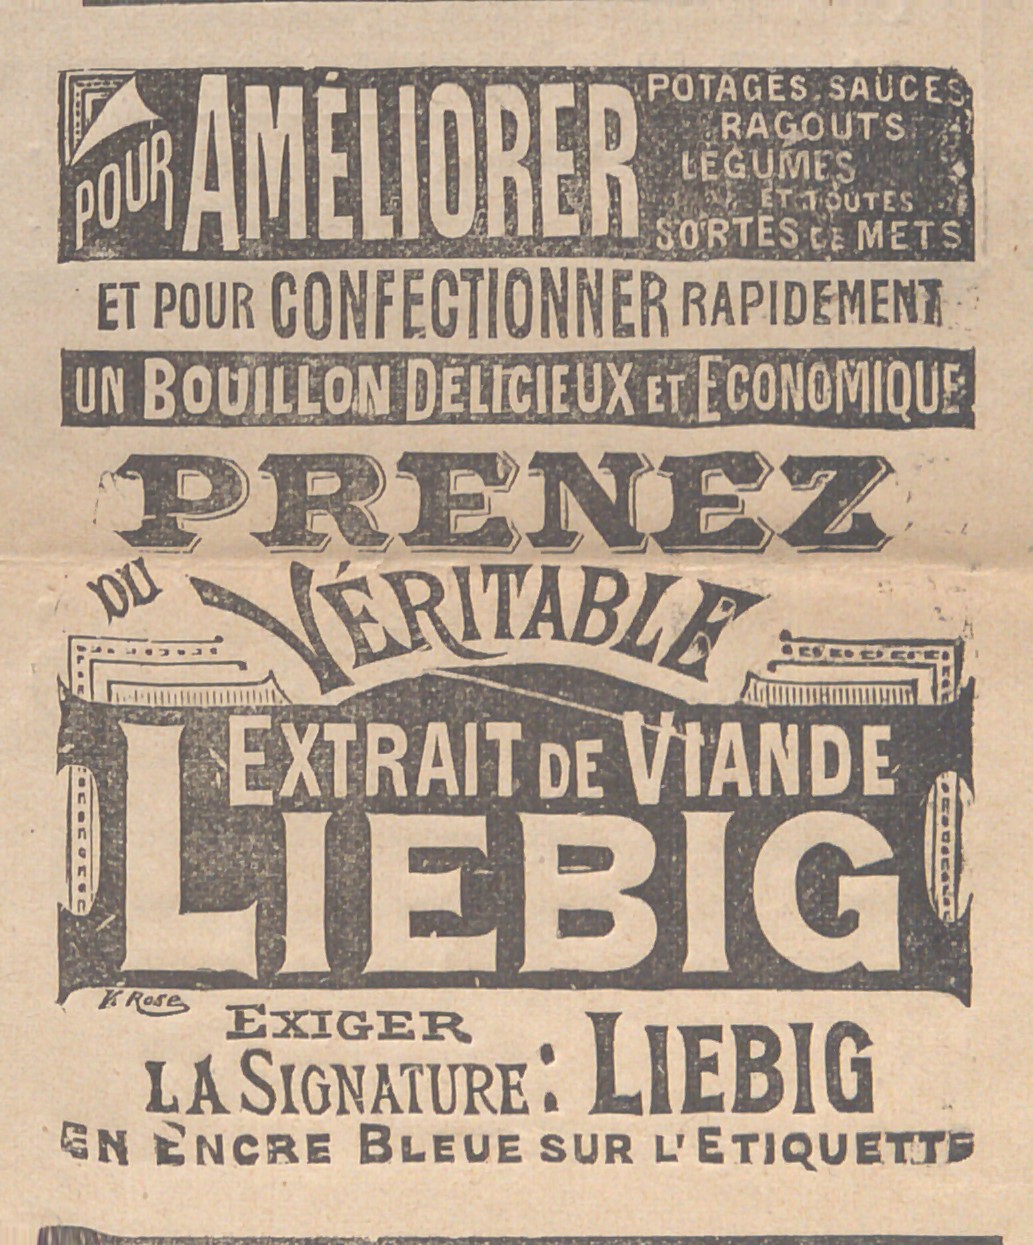 POUR AMÉLIORER
POTAGES, SAUCES
RAGOUTS
LÉGUMES
ET TOUTES
SORTES DE METS
ET POUR CONFECTIONNER RAPIDEMENT
UN BOUILLON DÉLICIEUX ET ECONOMIQUE
PRENEZ
DU VÉRITABLE
EXTRAIT DE VIANDE
LIEBIG
V. Rose
EXIGER
LA SIGNATURE : LIEBIG
EN ENCRE BLEUE SUR L'ETIQUETTE